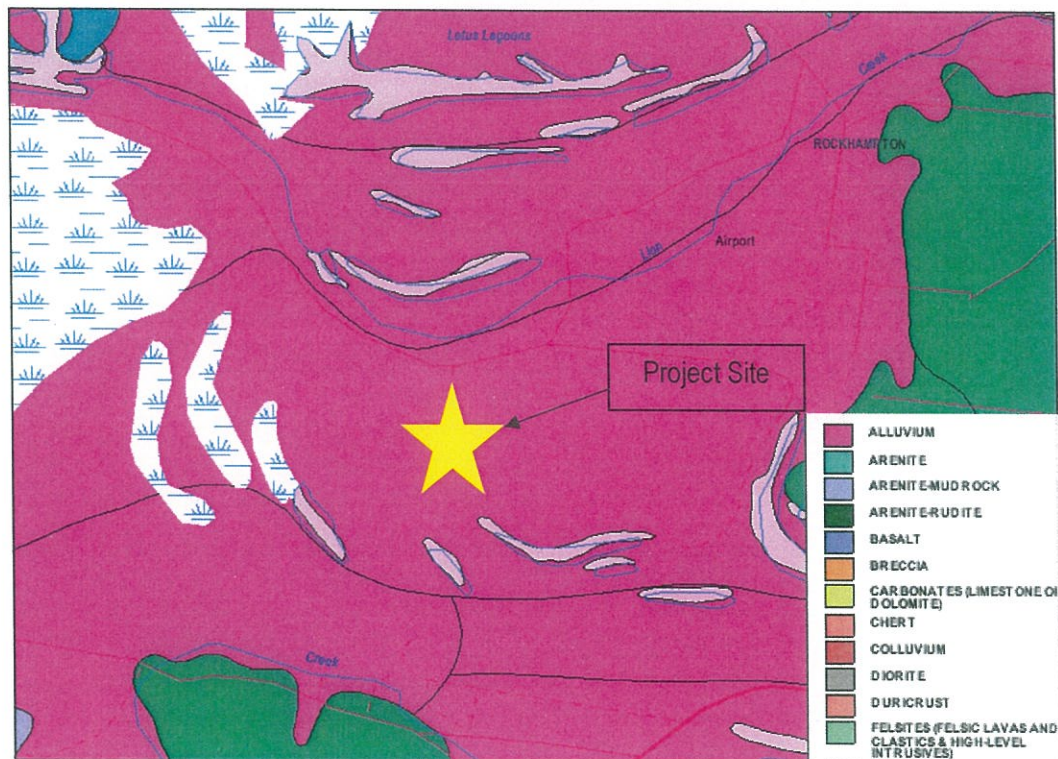 Lotus Lagoons
Creek
ROCKHAMPTON
Lion
Airport
Project Site
ALLUVIUM
ARENITE
ARENITE-MUDROCK
ARENITE-RUDITE
BASALT
BRECCIA
CARBONATES (LIMESTONE OR
DOLOMITE)
CHERT
COLLUVIUM
DIORITE
DURICRUST
FELSITES (FELSIC LAVAS AND
CLASTICS & HIGH-LEVEL
INTRUSIVES)
Creek